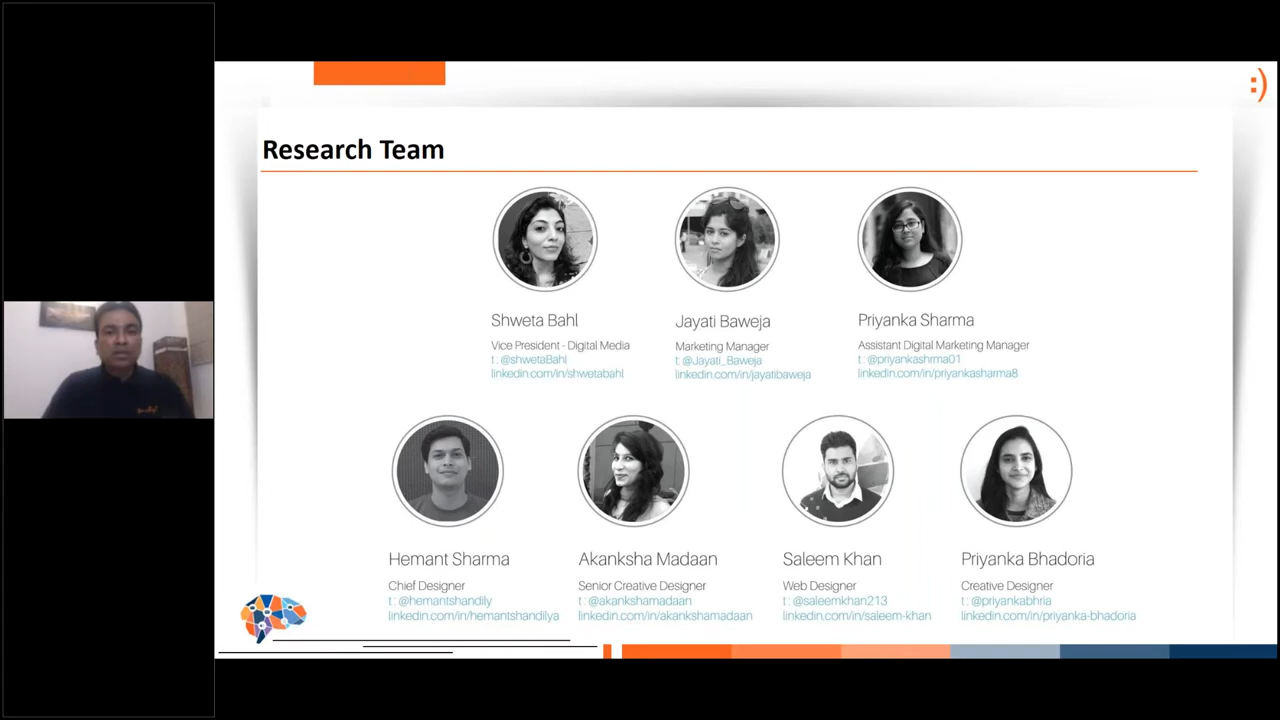 :)
Research Team
Shweta Bahl
Vice President - Digital Media
t: @shwetaBahl
linkedin.com/in/shwetabahl
Jayati Baweja
Marketing Manager
t: @Jayati_Baweja
linkedin.com/in/jayatibaweja
Priyanka Sharma
Assistant Digital Marketing Manager
t: @priyankashrma01
linkedin.com/in/priyankasharma8
Hemant Sharma
Chief Designer
t: @hemantshandily
linkedin.com/in/hemantshandilya
Akanksha Madaan
Senior Creative Designer
t: @akankshamadaan
linkedin.com/in/akankshamadaan
Saleem Khan
Web Designer
t: @saleemkhan213
linkedin.com/in/saleem-khan
Priyanka Bhadoria
Creative Designer
t: @priyankabhria
linkedin.com/in/priyanka-bhadoria